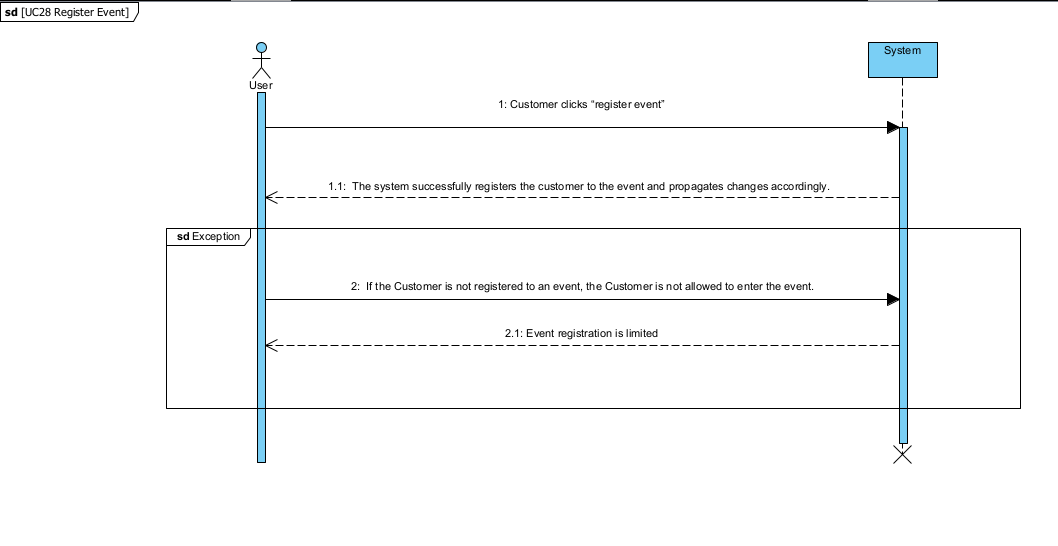 sd [UC28 Register Event]
User
System
1: Customer clicks “register event”
1.1:  The system successfully registers the customer to the event and propagates changes accordingly.
sd Exception
2:  If the Customer is not registered to an event, the Customer is not allowed to enter the event.
2.1: Event registration is limited